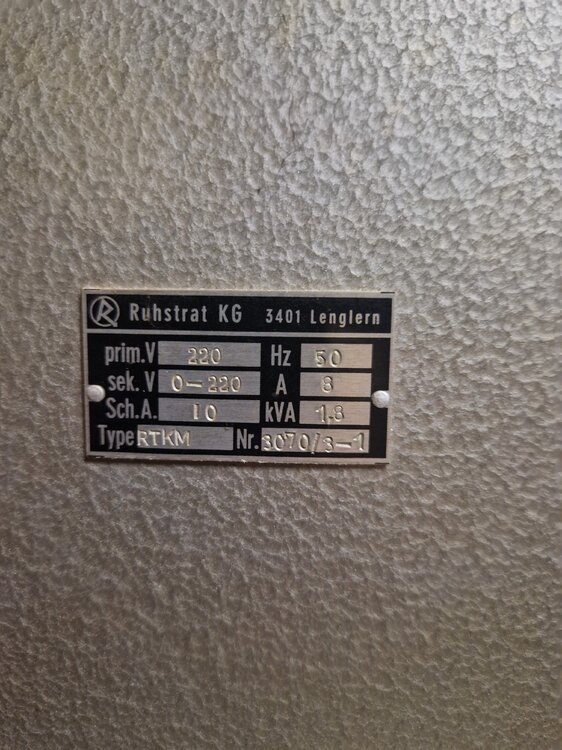 R Ruhstrat KG 3401 Lenglern
prim.V 220 Hz 50
sek. V 0-220 A 8
Sch.A. 10 kVA 1,8
Type RTKM Nr. 3070/3-1